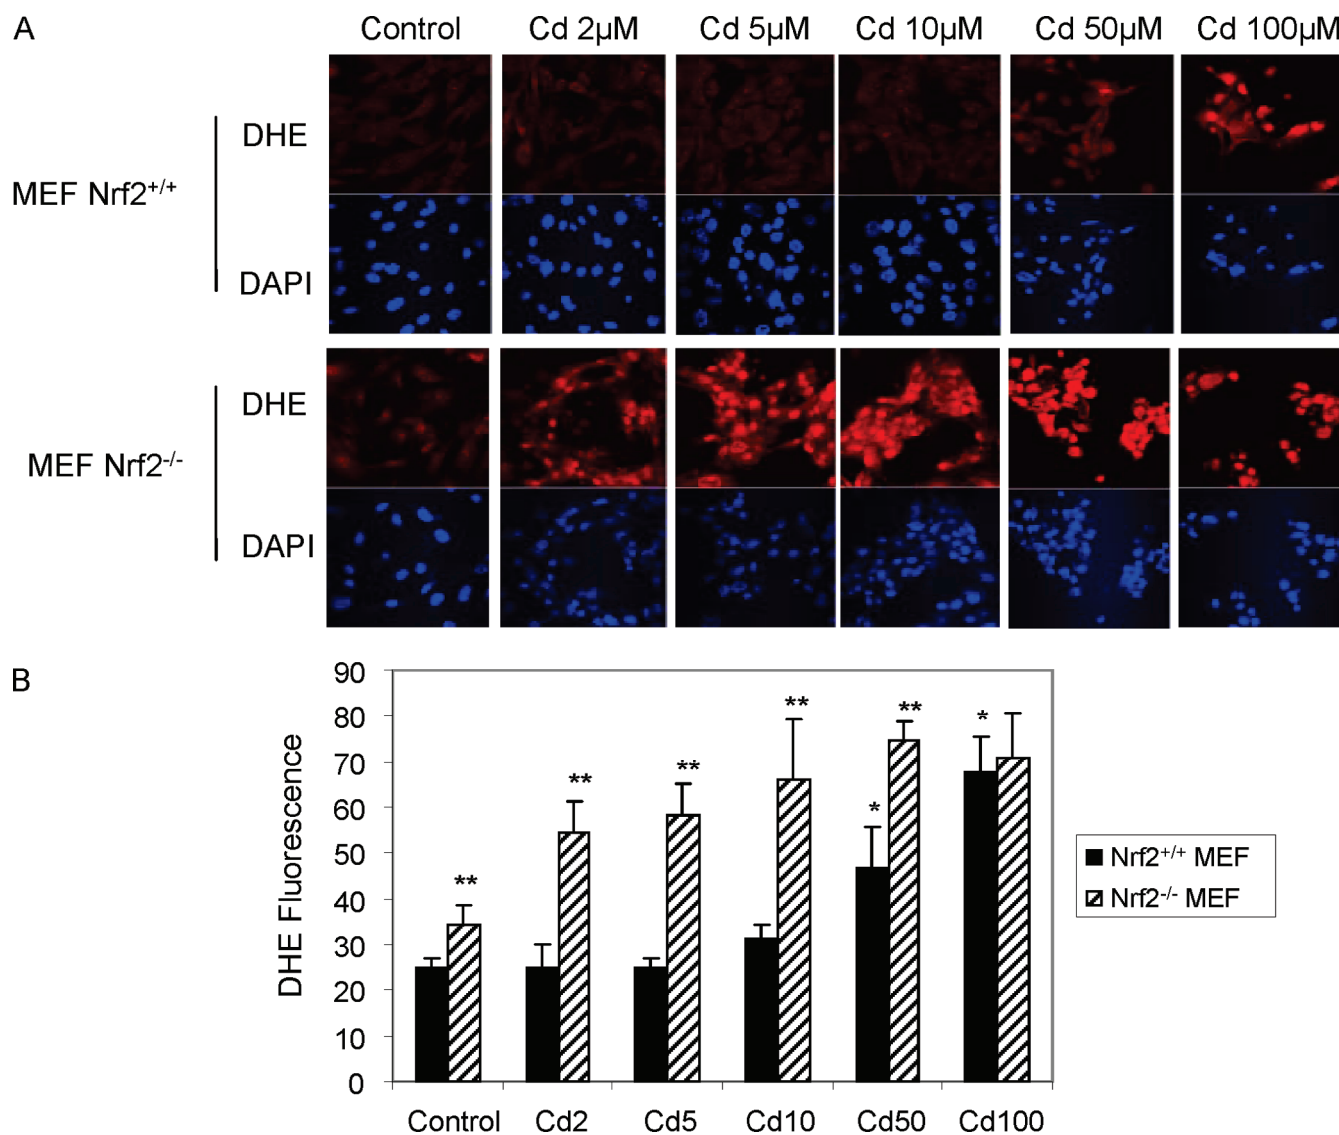 A
Control Cd 2µM Cd 5µM Cd 10µM Cd 50µM Cd 100µM
DHE
MEF Nrf2+/+
DAPI
DHE
MEF Nrf2-/-
DAPI
B
90
80
70
60
50
40
30
20
10
0
DHE Fluorescence
** ** ** ** * ** *
Control Cd2 Cd5 Cd10 Cd50 Cd100
Nrf2+/+ MEF
Nrf2-/- MEF